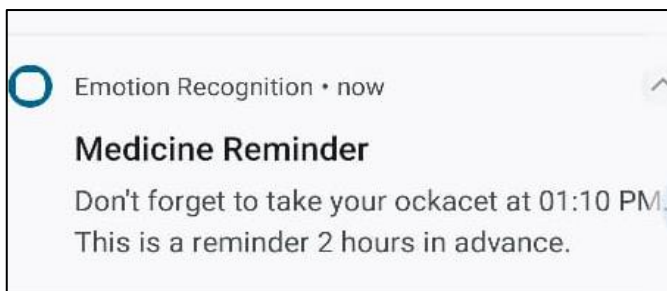 Emotion Recognition • now
Medicine Reminder
Don't forget to take your ockacet at 01:10 PM.
This is a reminder 2 hours in advance.